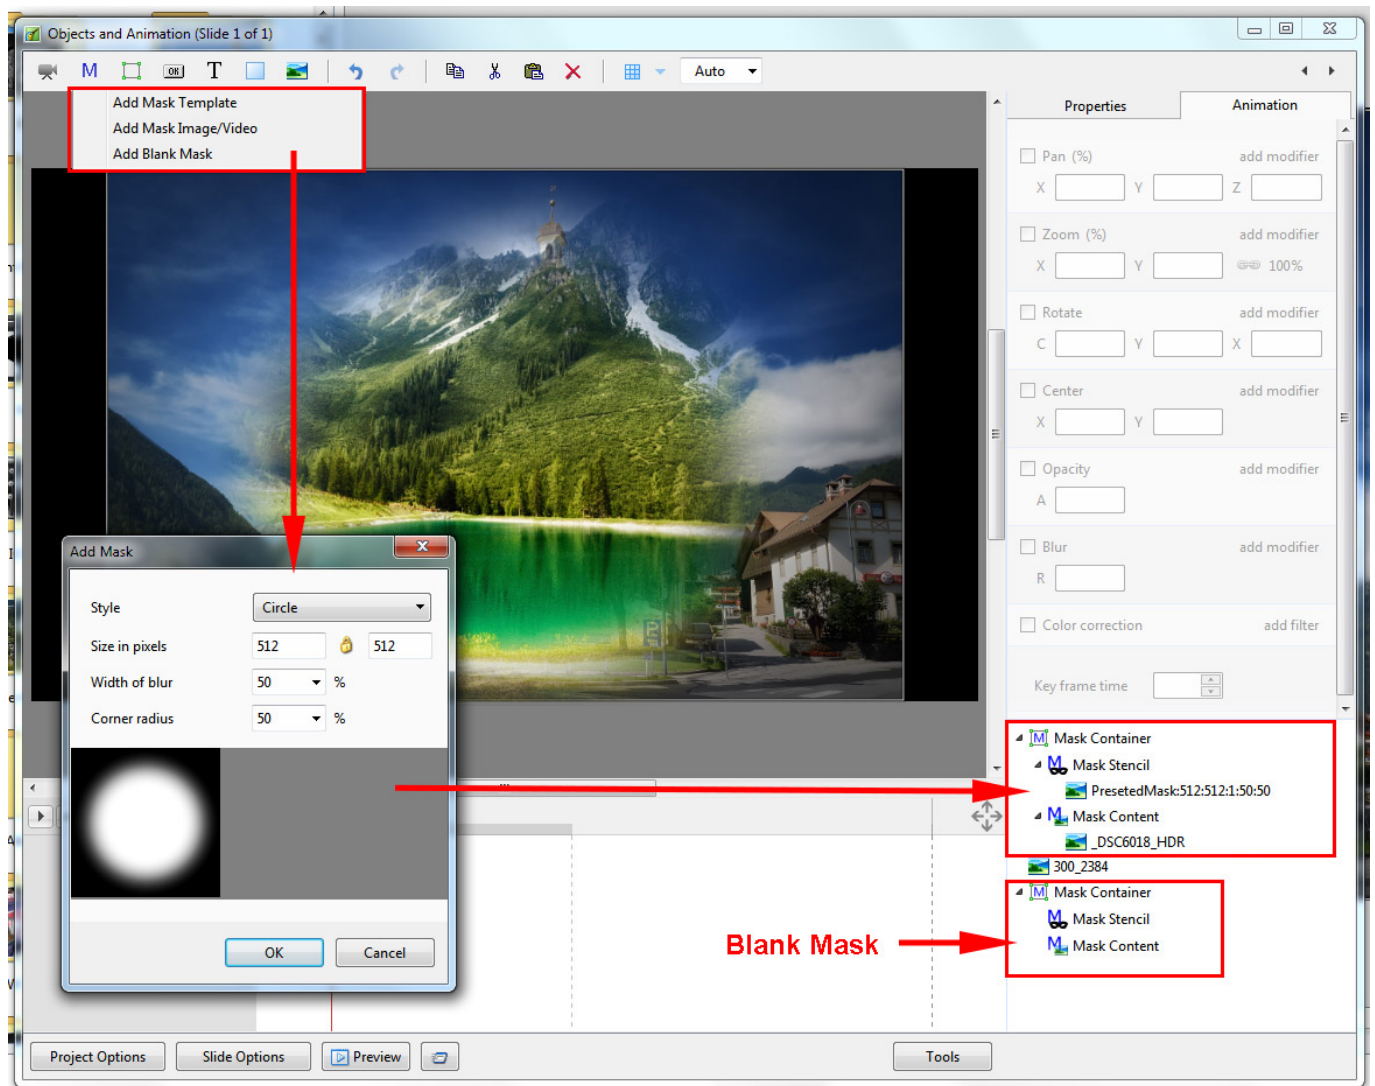 Objects and Animation (Slide 1 of 1)
M OK T Auto
Add Mask Template
Add Mask Image/Video
Add Blank Mask
Properties Animation
Pan (%) add modifier
X Y Z
Zoom (%) add modifier
X Y 100%
Rotate add modifier
C Y X
Center add modifier
X Y
Opacity add modifier
A
Blur add modifier
R
Color correction add filter
Key frame time
Add Mask
Style Circle
Size in pixels 512 512
Width of blur 50 %
Corner radius 50 %
OK Cancel
[M] Mask Container
M Mask Stencil
PresetedMask:512:512:1:50:50
M Mask Content
_DSC6018_HDR
300_2384
[M] Mask Container
M Mask Stencil
M Mask Content
Blank Mask
Project Options Slide Options Preview Tools